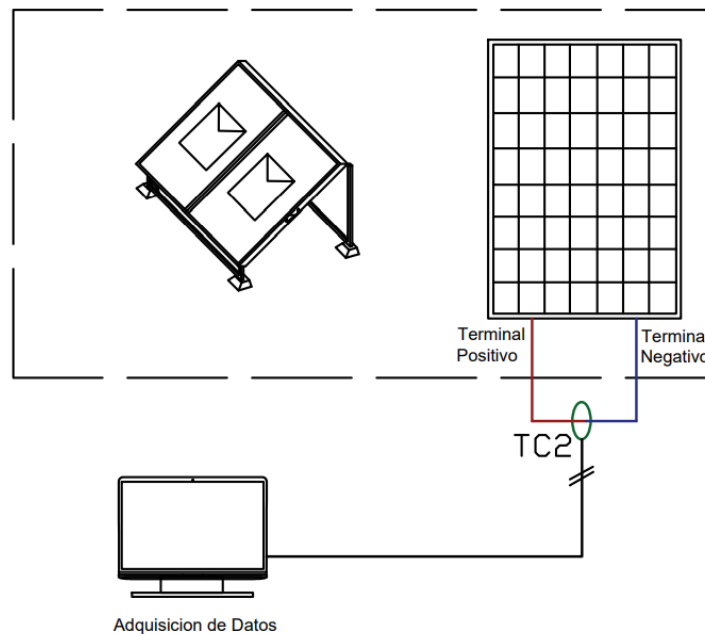 Terminal
Positivo
Termina
Negativo
TC2
Adquisicion de Datos